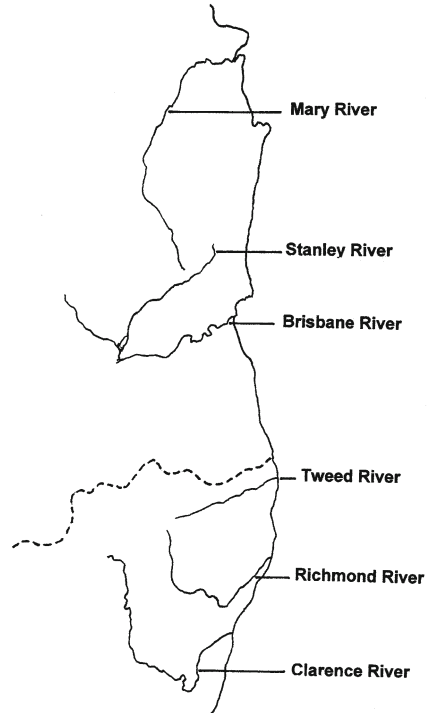 Mary River
Stanley River
Brisbane River
Tweed River
Richmond River
Clarence River